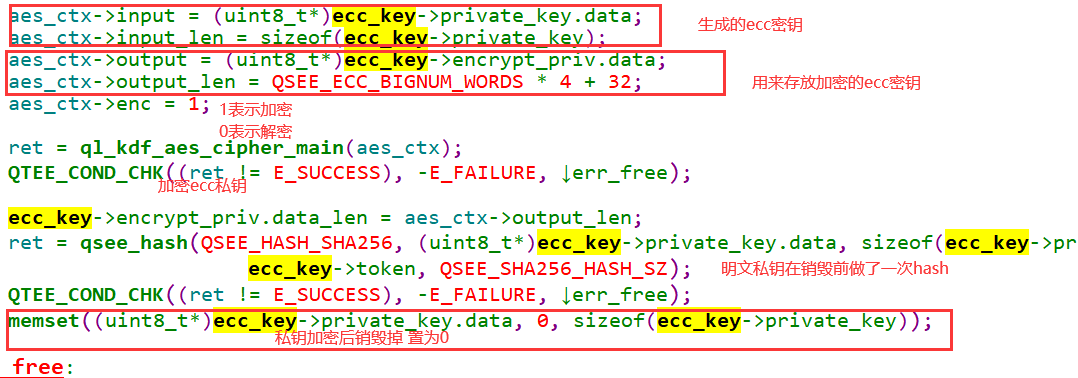 aes_ctx->input = (uint8_t*)ecc_key->private_key.data;
生成的ecc密钥
aes_ctx->input_len = sizeof(ecc_key->private_key);
aes_ctx->output = (uint8_t*)ecc_key->encrypt_priv.data;
aes_ctx->output_len = QSEE_ECC_BIGNUM_WORDS * 4 + 32;
用来存放加密的ecc密钥
aes_ctx->enc = 1;
1表示加密
0表示解密
ret = ql_kdf_aes_cipher_main(aes_ctx);
QTEE_COND_CHK((ret != E_SUCCESS), -E_FAILURE, ↓err_free);
加密ecc私钥
ecc_key->encrypt_priv.data_len = aes_ctx->output_len;
ret = qsee_hash(QSEE_HASH_SHA256, (uint8_t*)ecc_key->private_key.data, sizeof(ecc_key->pr
ecc_key->token, QSEE_SHA256_HASH_SZ);
明文私钥在销毁前做了一次hash
QTEE_COND_CHK((ret != E_SUCCESS), -E_FAILURE, ↓err_free);
memset((uint8_t*)ecc_key->private_key.data, 0, sizeof(ecc_key->private_key));
私钥加密后销毁掉 置为0
free: